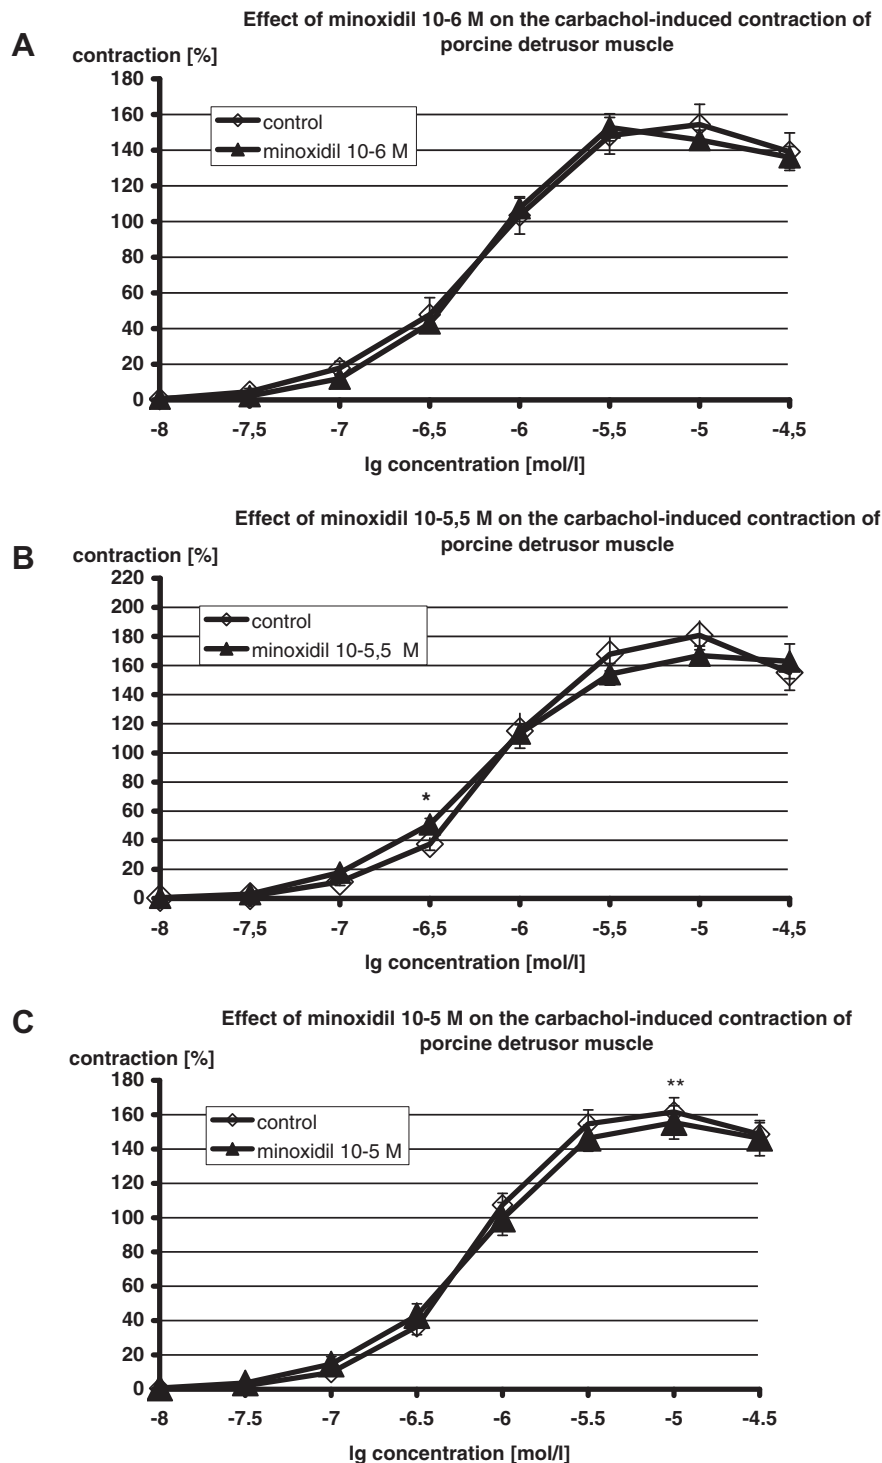 A
Effect of minoxidil 10-6 M on the carbachol-induced contraction of
porcine detrusor muscle
contraction [%]
180
160
140
120
100
80
60
40
20
0
control
minoxidil 10-6 M
-8 -7,5 -7 -6,5 -6 -5,5 -5 -4,5
lg concentration [mol/l]
B
Effect of minoxidil 10-5,5 M on the carbachol-induced contraction of
porcine detrusor muscle
contraction [%]
220
200
180
160
140
120
100
80
60
40
20
0
control
minoxidil 10-5,5 M
*
-8 -7,5 -7 -6,5 -6 -5,5 -5 -4,5
lg concentration [mol/l]
C
Effect of minoxidil 10-5 M on the carbachol-induced contraction of
porcine detrusor muscle
contraction [%]
180
160
140
120
100
80
60
40
20
0
**
control
minoxidil 10-5 M
-8 -7.5 -7 -6.5 -6 -5.5 -5 -4.5
lg concentration [mol/l]